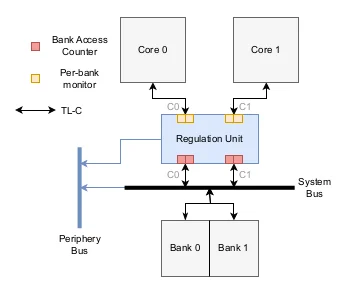 Bank Access
Counter
Per-bank
monitor
TL-C
Core 0
Core 1
C0
C1
Regulation Unit
C0
C1
System
Bus
Periphery
Bus
Bank 0
Bank 1